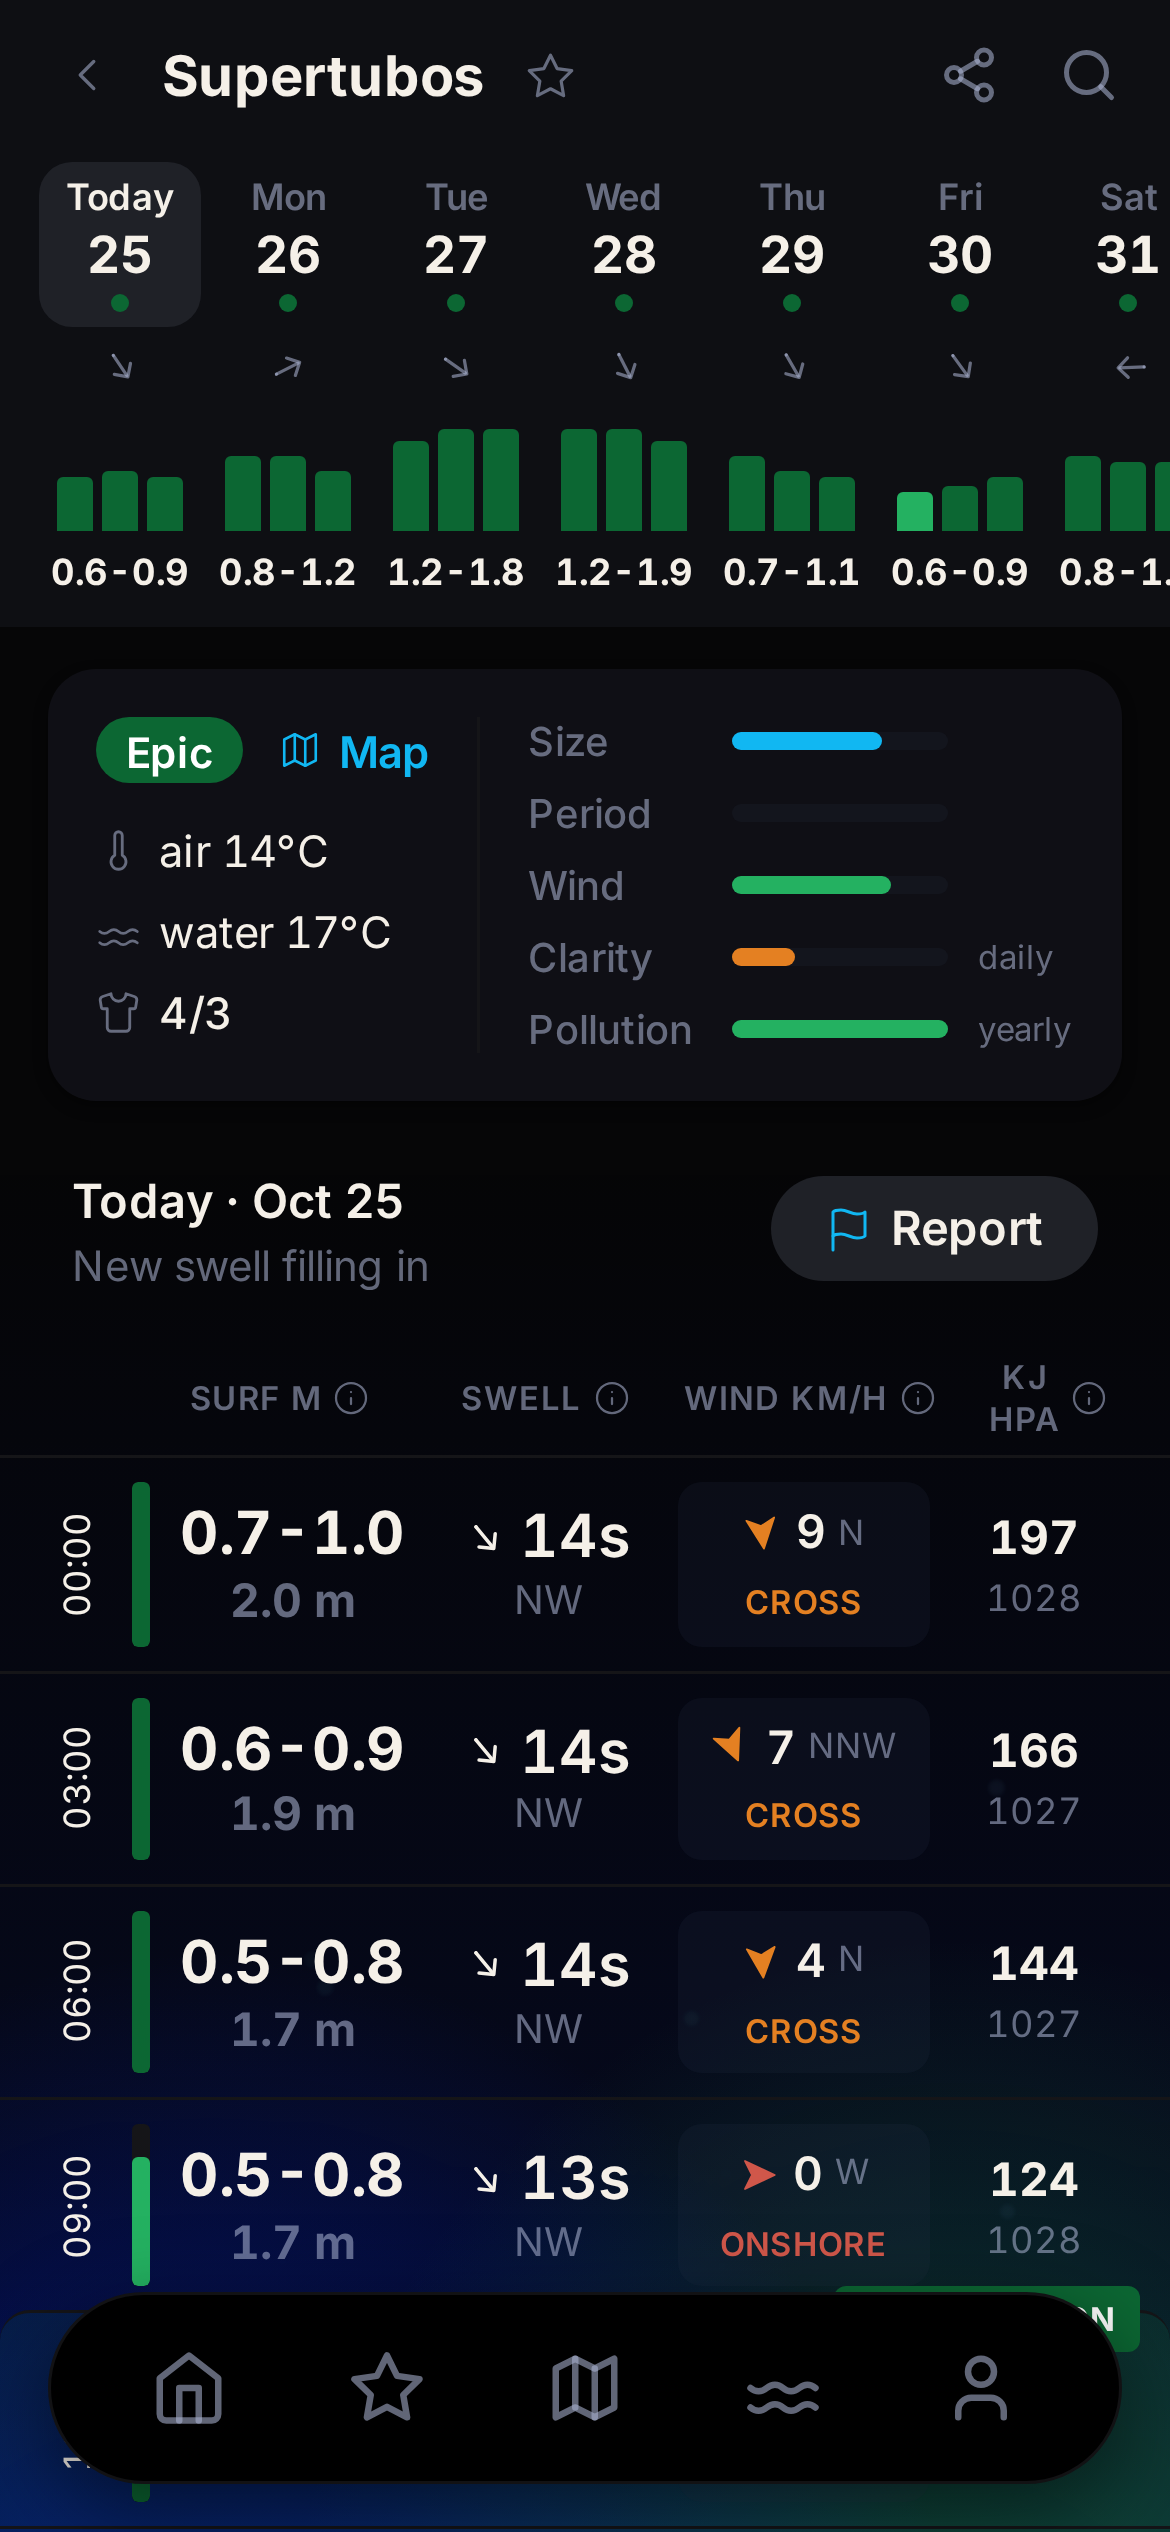 Supertubos
Today Mon Tue Wed Thu Fri Sat
25 26 27 28 29 30 31
0.6-0.9 0.8-1.2 1.2-1.8 1.2-1.9 0.7-1.1 0.6-0.9 0.8-1.
Epic Map
air 14°C
water 17°C
4/3
Size
Period
Wind
Clarity daily
Pollution yearly
Today · Oct 25
New swell filling in
Report
SURF M SWELL WIND KM/H KJ HPA
00:00
0.7-1.0 14s 9 N 197
2.0 m NW CROSS 1028
03:00
0.6-0.9 14s 7 NNW 166
1.9 m NW CROSS 1027
06:00
0.5-0.8 14s 4 N 144
1.7 m NW CROSS 1027
09:00
0.5-0.8 13s 0 W 124
1.7 m NW ONSHORE 1028